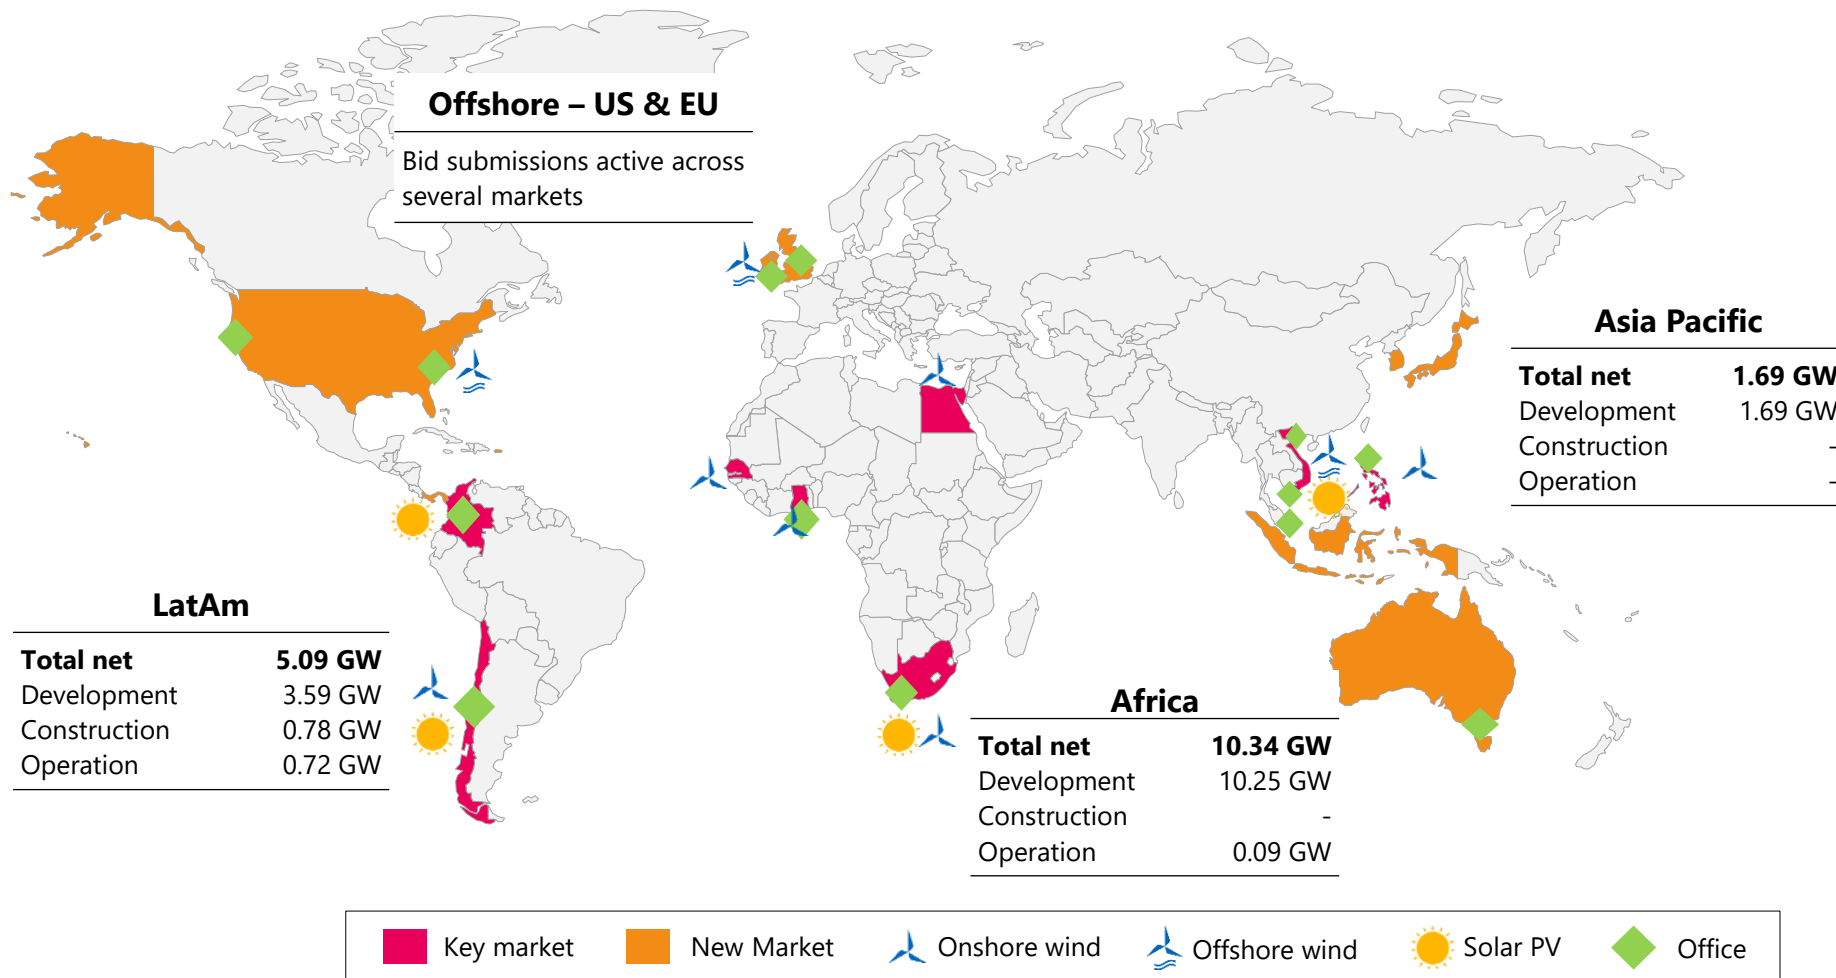 Offshore – US & EU
Bid submissions active across
several markets
Asia Pacific
Total net 1.69 GW
Development 1.69 GW
Construction -
Operation -
LatAm
Total net 5.09 GW
Development 3.59 GW
Construction 0.78 GW
Operation 0.72 GW
Africa
Total net 10.34 GW
Development 10.25 GW
Construction -
Operation 0.09 GW
Key market New Market Onshore wind Offshore wind Solar PV Office